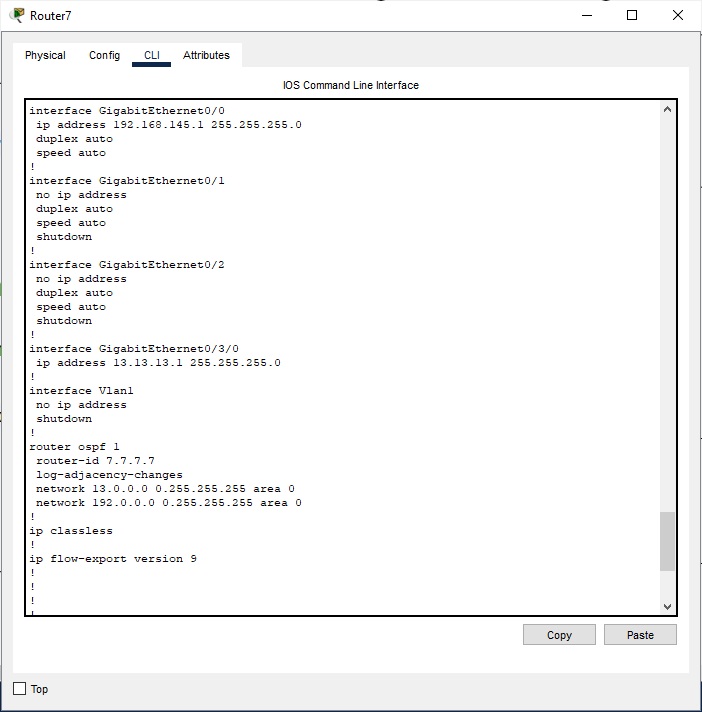 Router7
Physical Config CLI Attributes
IOS Command Line Interface
interface GigabitEthernet0/0
 ip address 192.168.145.1 255.255.255.0
 duplex auto
 speed auto
!
interface GigabitEthernet0/1
 no ip address
 duplex auto
 speed auto
 shutdown
!
interface GigabitEthernet0/2
 no ip address
 duplex auto
 speed auto
 shutdown
!
interface GigabitEthernet0/3/0
 ip address 13.13.13.1 255.255.255.0
!
interface Vlan1
 no ip address
 shutdown
!
router ospf 1
 router-id 7.7.7.7
 log-adjacency-changes
 network 13.0.0.0 0.255.255.255 area 0
 network 192.0.0.0 0.255.255.255 area 0
!
ip classless
!
ip flow-export version 9
!
!
!
!
Copy Paste
Top